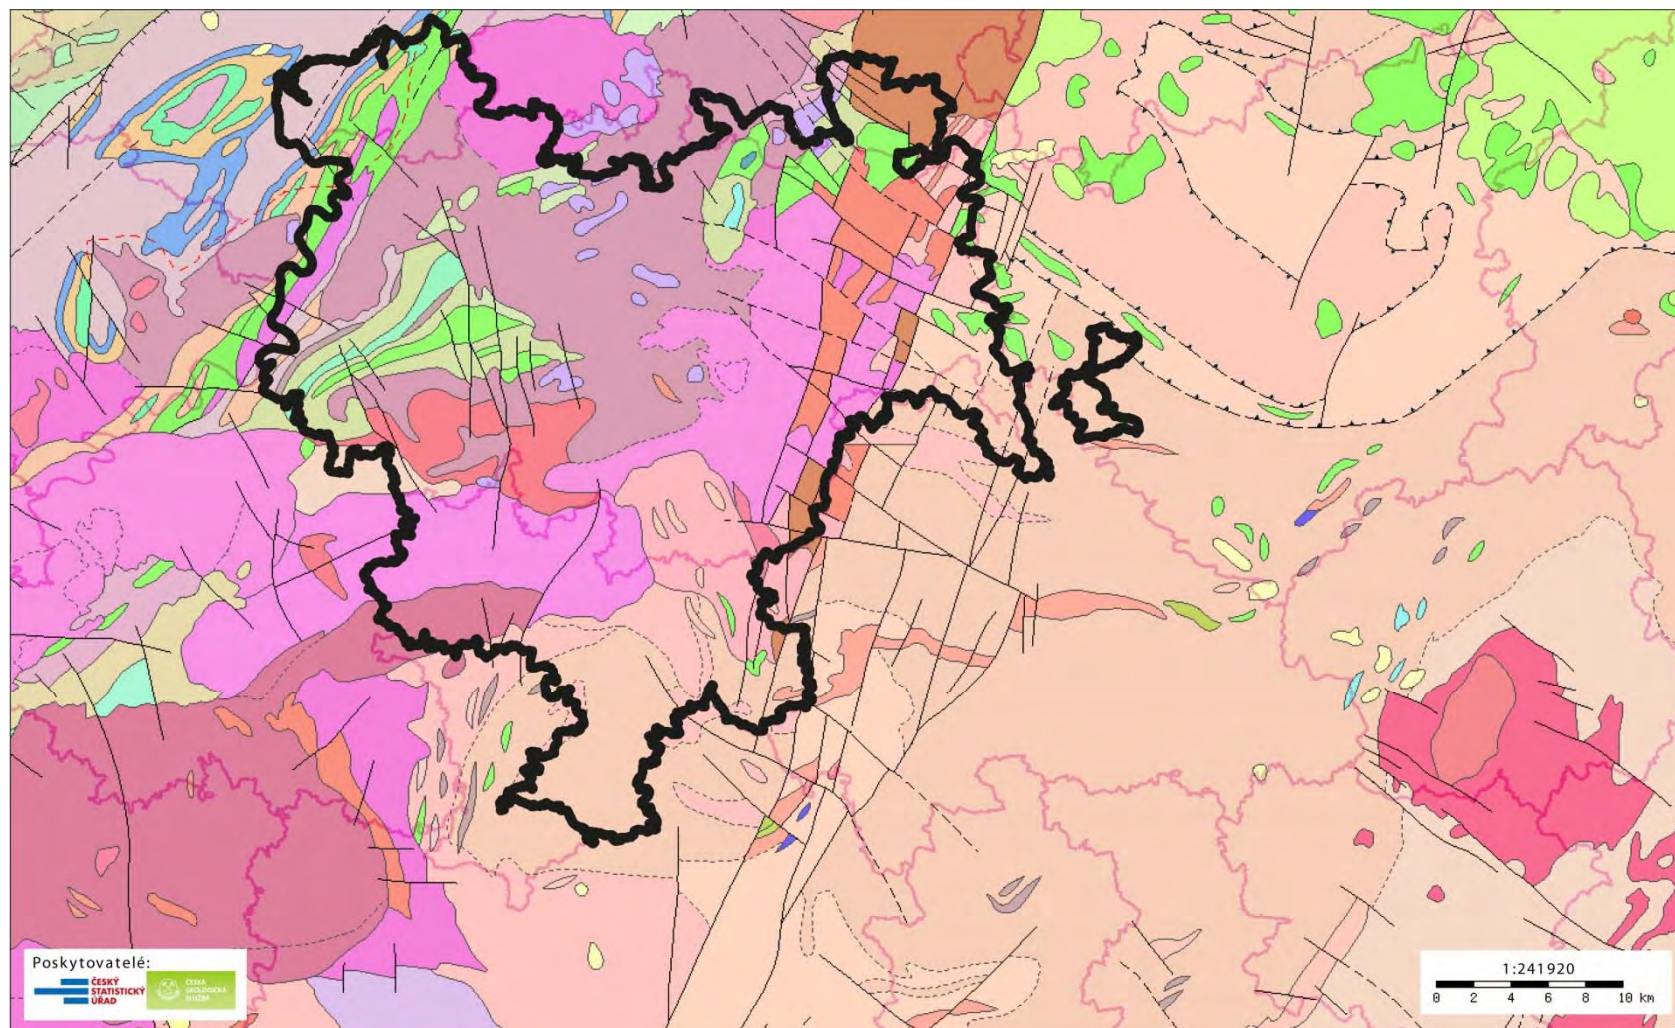 Poskytovatelé:
ČESKÝ
STATISTICKÝ
ÚŘAD
ČESKÁ
GEOLOGICKÁ
SLUŽBA
1:241920
0 2 4 6 8 10 km